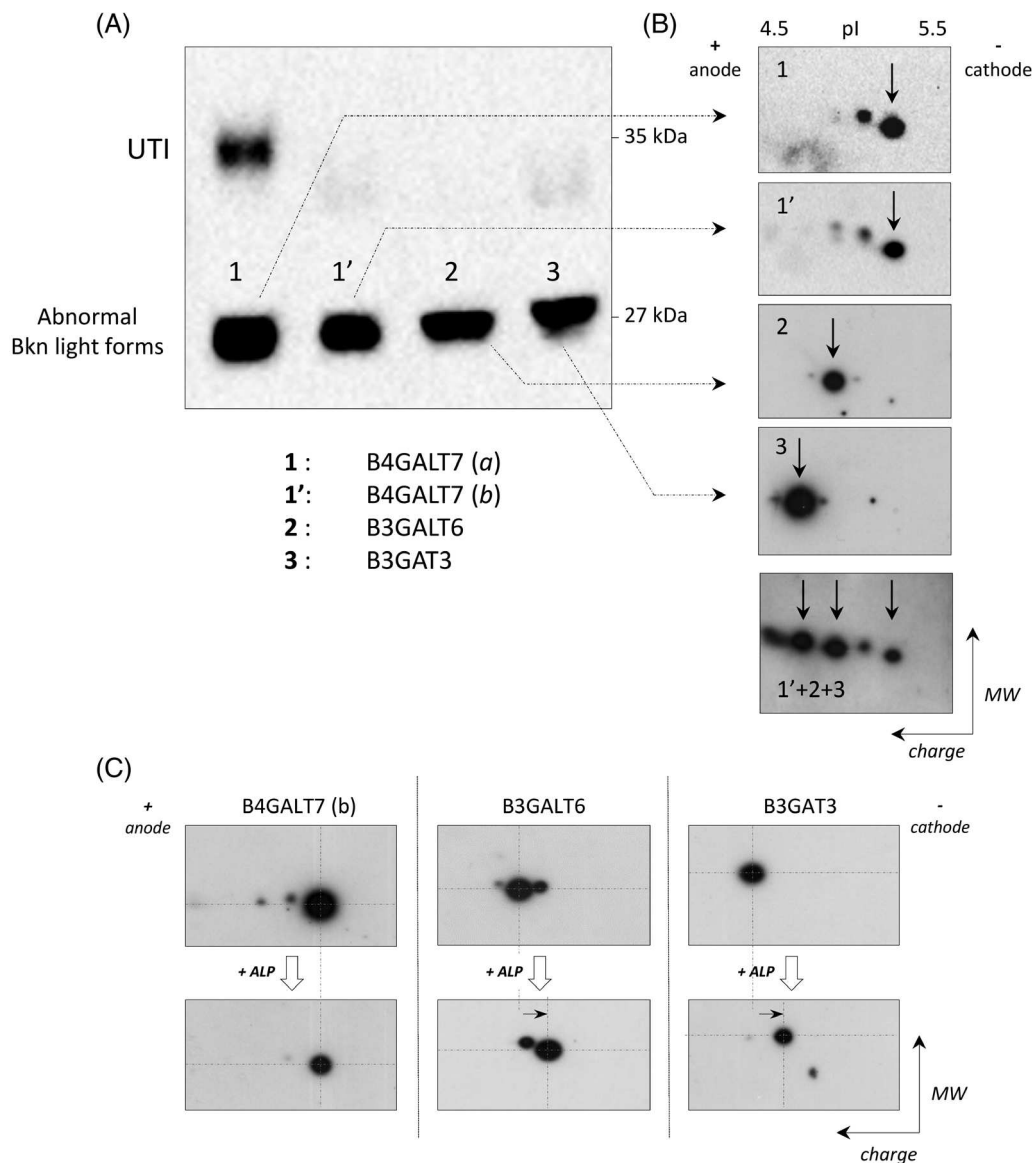 (A)
UTI
35 kDa
1
1’
2
3
27 kDa
Abnormal
Bkn light forms
1 : B4GALT7 (a)
1’: B4GALT7 (b)
2 : B3GALT6
3 : B3GAT3
(B)
4.5 pI 5.5
+
anode
-
cathode
1
1’
2
3
1’+2+3
MW
charge
(C)
+
anode
B4GALT7 (b)
B3GALT6
B3GAT3
-
cathode
+ ALP
+ ALP
+ ALP
MW
charge